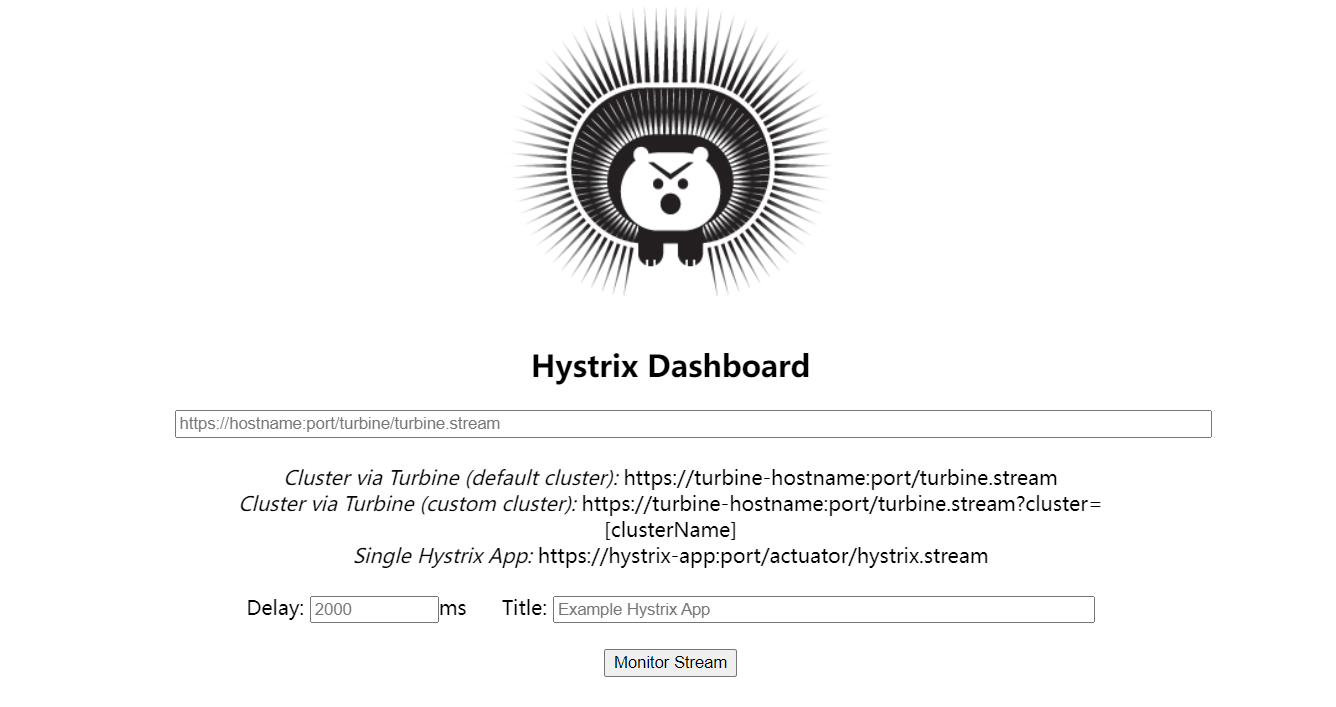 Hystrix Dashboard
https://hostname:port/turbine/turbine.stream
Cluster via Turbine (default cluster): https://turbine-hostname:port/turbine.stream
Cluster via Turbine (custom cluster): https://turbine-hostname:port/turbine.stream?cluster=
[clusterName]
Single Hystrix App: https://hystrix-app:port/actuator/hystrix.stream
Delay: 2000 ms Title: Example Hystrix App
Monitor Stream